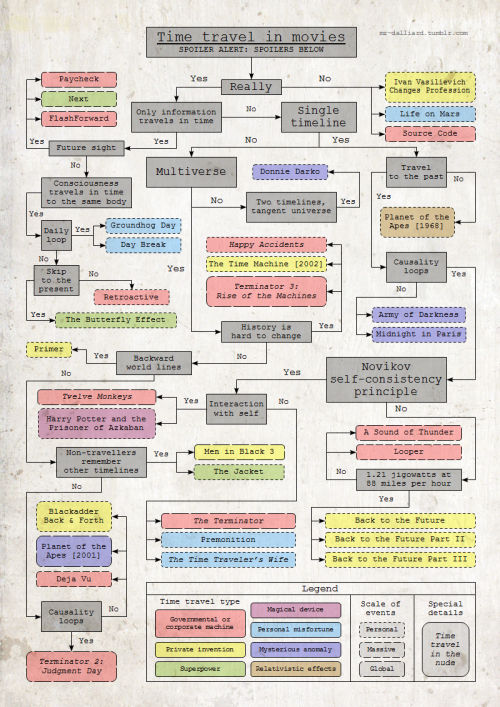 Time travel in movies
SPOILER ALERT: SPOILERS BELOW
mr-dalliard.tumblr.com
Yes
Really
No
Paycheck
Next
FlashForward
Only information
travels in time
No
Single
timeline
Ivan Vasilievich
Changes Profession
Life on Mars
Source Code
Yes
Future sight
Yes
No
Yes
No
Consciousness
travels in time
to the same body
Multiverse
Donnie Darko
Travel
to the past
No
Yes
No
Two timelines,
tangent universe
Yes
Yes
Planet of the
Apes [1968]
Daily
loop
Yes
Groundhog Day
Day Break
No
Skip
to the
present
No
Yes
Happy Accidents
The Time Machine [2002]
Terminator 3:
Rise of the Machines
Causality
loops
Yes
No
Retroactive
Yes
The Butterfly Effect
History is
hard to change
Yes
Army of Darkness
Midnight in Paris
Primer
Yes
Backward
world lines
No
No
Yes
Novikov
self-consistency
principle
No
Twelve Monkeys
Harry Potter and the
Prisoner of Azkaban
Yes
Interaction
with self
No
A Sound of Thunder
Looper
Non-travellers
remember
other timelines
Yes
Men in Black 3
The Jacket
No
1.21 jigowatts at
88 miles per hour
No
Yes
Blackadder
Back & Forth
Planet of the
Apes [2001]
Deja Vu
The Terminator
Premonition
The Time Traveler's Wife
Back to the Future
Back to the Future Part II
Back to the Future Part III
Causality
loops
No
Yes
Terminator 2:
Judgment Day
Legend
Time travel type
Governmental or
corporate machine
Private invention
Superpower
Magical device
Personal misfortune
Mysterious anomaly
Relativistic effects
Scale of
events
Personal
Massive
Global
Special
details
Time
travel
in the
nude